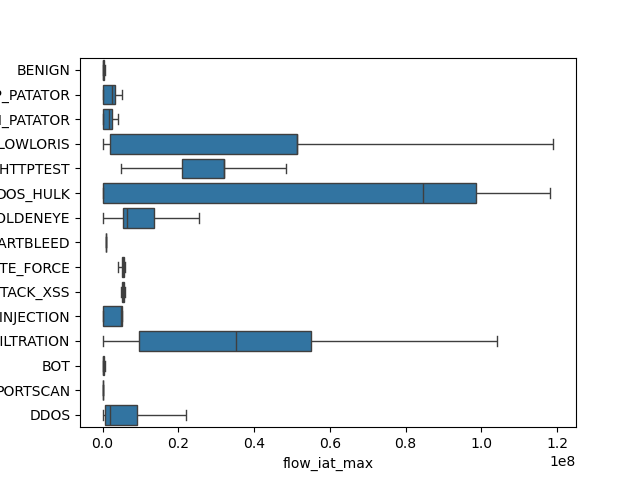 BENIGN
P_PATATOR
H_PATATOR
LOWLORIS
HTTPTEST
DOS_HULK
OLDENEYE
ARTBLEED
TE_FORCE
TACK_XSS
INJECTION
ILTRATION
BOT
PORTSCAN
DDOS
0.0 0.2 0.4 0.6 0.8 1.0 1.2
1e8
flow_iat_max